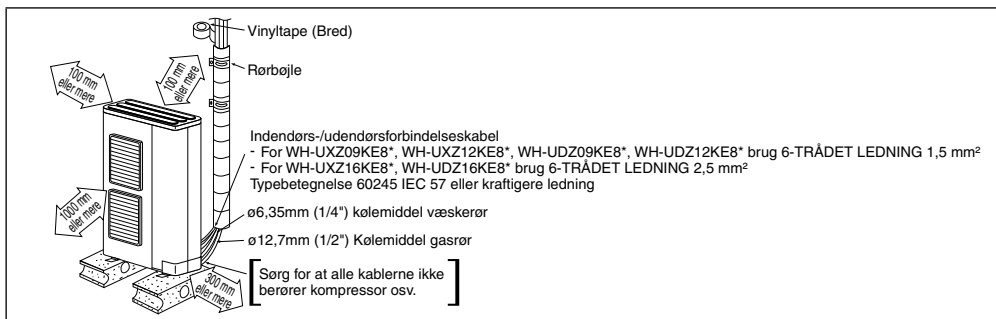 Vinyltape (Bred)
Rørbøjle
100 mm
eller mere
100 mm
eller mere
Indendørs-/udendørsforbindelseskabel
- For WH-UXZ09KE8*, WH-UXZ12KE8*, WH-UDZ09KE8*, WH-UDZ12KE8* brug 6-TRÅDET LEDNING 1,5 mm²
- For WH-UXZ16KE8*, WH-UDZ16KE8* brug 6-TRÅDET LEDNING 2,5 mm²
Typebetegnelse 60245 IEC 57 eller kraftigere ledning
1000 mm
eller mere
ø6,35mm (1/4") kølemiddel væskerør
ø12,7mm (1/2") Kølemiddel gasrør
Sørg for at alle kablerne ikke
berører kompressor osv.
300 mm
eller mere